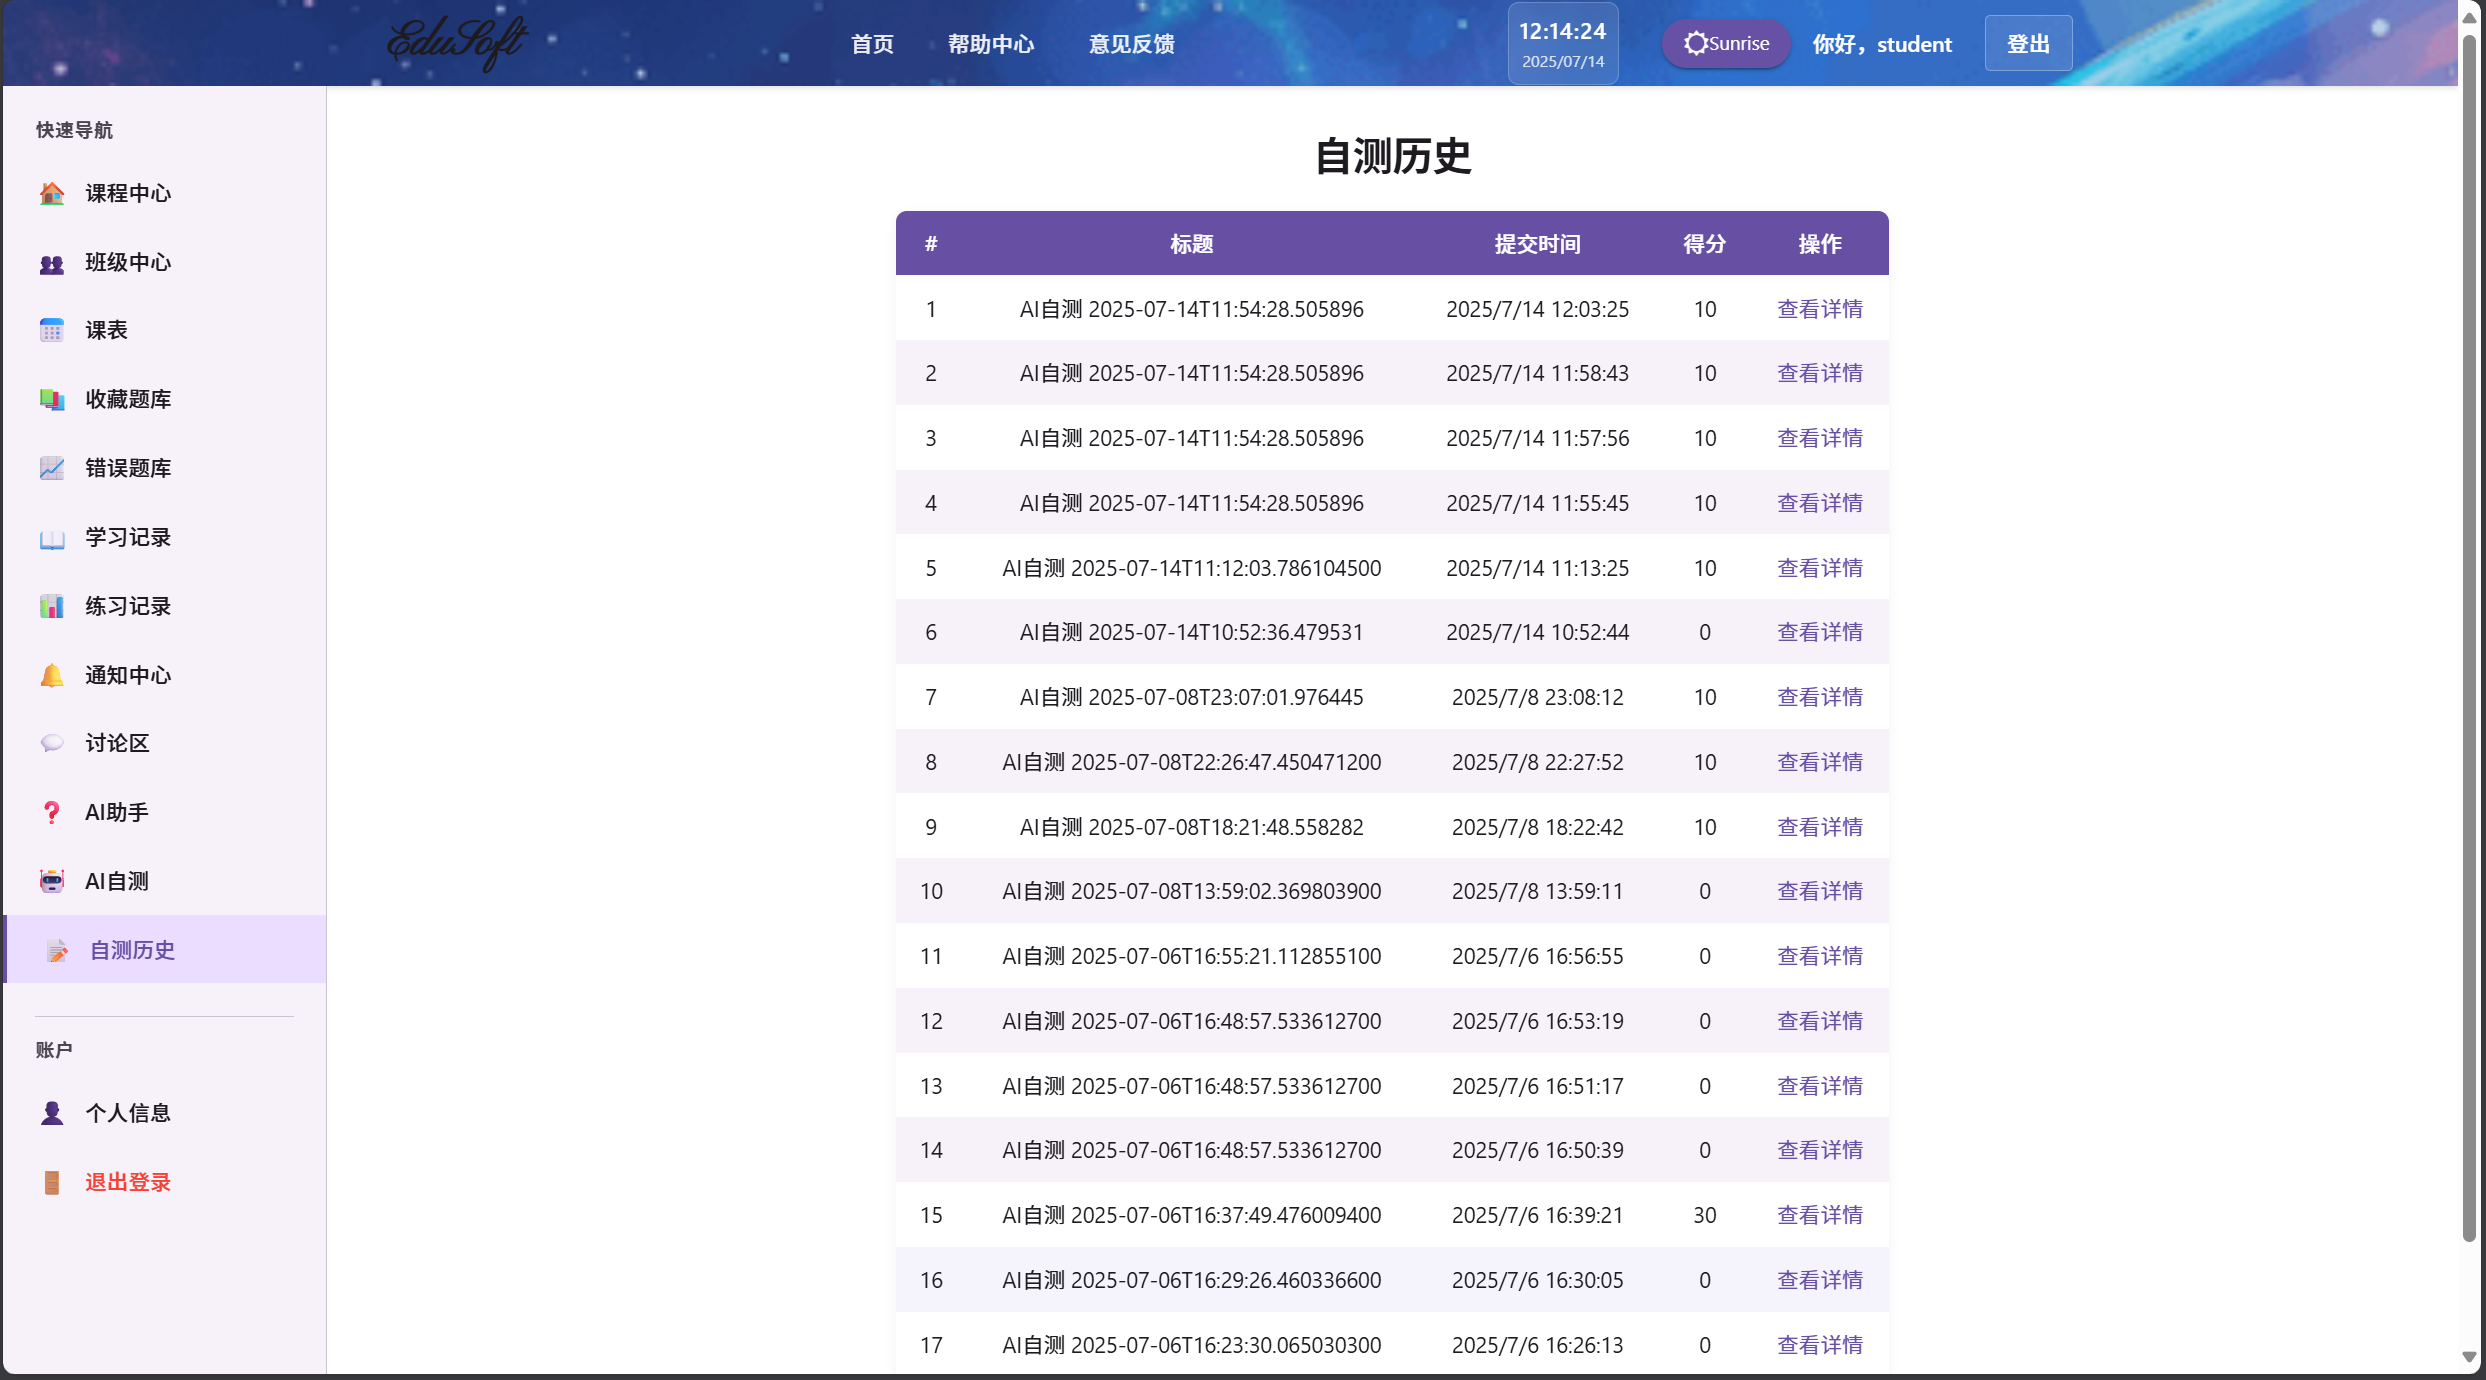 EduSoft 首页 帮助中心 意见反馈 12:14:24 Sunrise 你好，student 登出
2025/07/14
快速导航
课程中心
班级中心
课表
收藏题库
错误题库
学习记录
练习记录
通知中心
讨论区
AI助手
AI自测
自测历史
账户
个人信息
退出登录
自测历史
# 标题 提交时间 得分 操作
1 AI自测 2025-07-14T11:54:28.505896 2025/7/14 12:03:25 10 查看详情
2 AI自测 2025-07-14T11:54:28.505896 2025/7/14 11:58:43 10 查看详情
3 AI自测 2025-07-14T11:54:28.505896 2025/7/14 11:57:56 10 查看详情
4 AI自测 2025-07-14T11:54:28.505896 2025/7/14 11:55:45 10 查看详情
5 AI自测 2025-07-14T11:12:03.786104500 2025/7/14 11:13:25 10 查看详情
6 AI自测 2025-07-14T10:52:36.479531 2025/7/14 10:52:44 0 查看详情
7 AI自测 2025-07-08T23:07:01.976445 2025/7/8 23:08:12 10 查看详情
8 AI自测 2025-07-08T22:26:47.450471200 2025/7/8 22:27:52 10 查看详情
9 AI自测 2025-07-08T18:21:48.558282 2025/7/8 18:22:42 10 查看详情
10 AI自测 2025-07-08T13:59:02.369803900 2025/7/8 13:59:11 0 查看详情
11 AI自测 2025-07-06T16:55:21.112855100 2025/7/6 16:56:55 0 查看详情
12 AI自测 2025-07-06T16:48:57.533612700 2025/7/6 16:53:19 0 查看详情
13 AI自测 2025-07-06T16:48:57.533612700 2025/7/6 16:51:17 0 查看详情
14 AI自测 2025-07-06T16:48:57.533612700 2025/7/6 16:50:39 0 查看详情
15 AI自测 2025-07-06T16:37:49.476009400 2025/7/6 16:39:21 30 查看详情
16 AI自测 2025-07-06T16:29:26.460336600 2025/7/6 16:30:05 0 查看详情
17 AI自测 2025-07-06T16:23:30.065030300 2025/7/6 16:26:13 0 查看详情